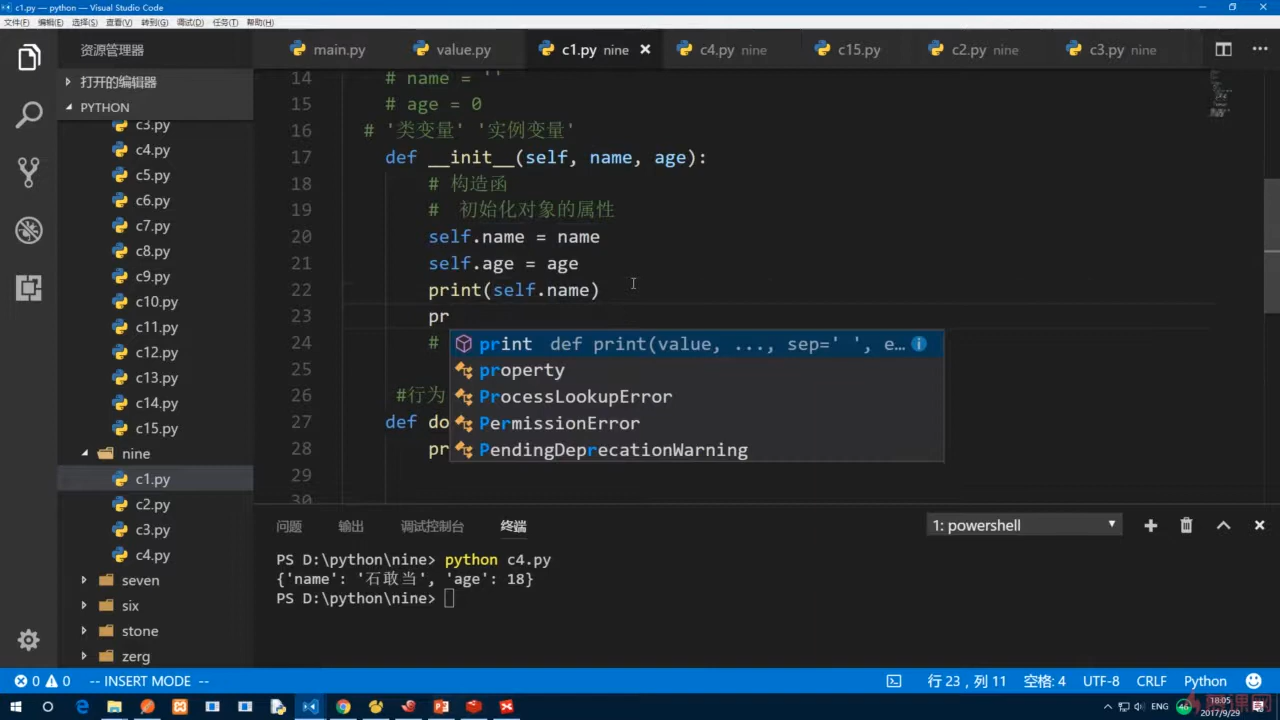 c1.py — python — Visual Studio Code
文件(F) 编辑(E) 选择(S) 查看(V) 转到(G) 调试(D) 任务(T) 帮助(H)
资源管理器
main.py value.py c1.py nine c4.py nine c15.py c2.py nine c3.py nine
打开的编辑器
PYTHON
c3.py
c4.py
c5.py
c6.py
c7.py
c8.py
c9.py
c10.py
c11.py
c12.py
c13.py
c14.py
c15.py
nine
c1.py
c2.py
c3.py
c4.py
seven
six
stone
zerg
14 # name = ''
15 # age = 0
16 # '类变量' '实例变量'
17 def __init__(self, name, age):
18 # 构造函
19 # 初始化对象的属性
20 self.name = name
21 self.age = age
22 print(self.name)
23 pr
24 #
25
26 #行为
27 def do
28 pr
29
30
print def print(value, ..., sep=' ', e…
property
ProcessLookupError
PermissionError
PendingDeprecationWarning
问题 输出 调试控制台 终端 1: powershell
PS D:\python\nine> python c4.py
{'name': '石敢当', 'age': 18}
PS D:\python\nine>
0 0 -- INSERT MODE -- 行 23，列 11 空格: 4 UTF-8 CRLF Python
ENG 46 18:05
2017/9/29